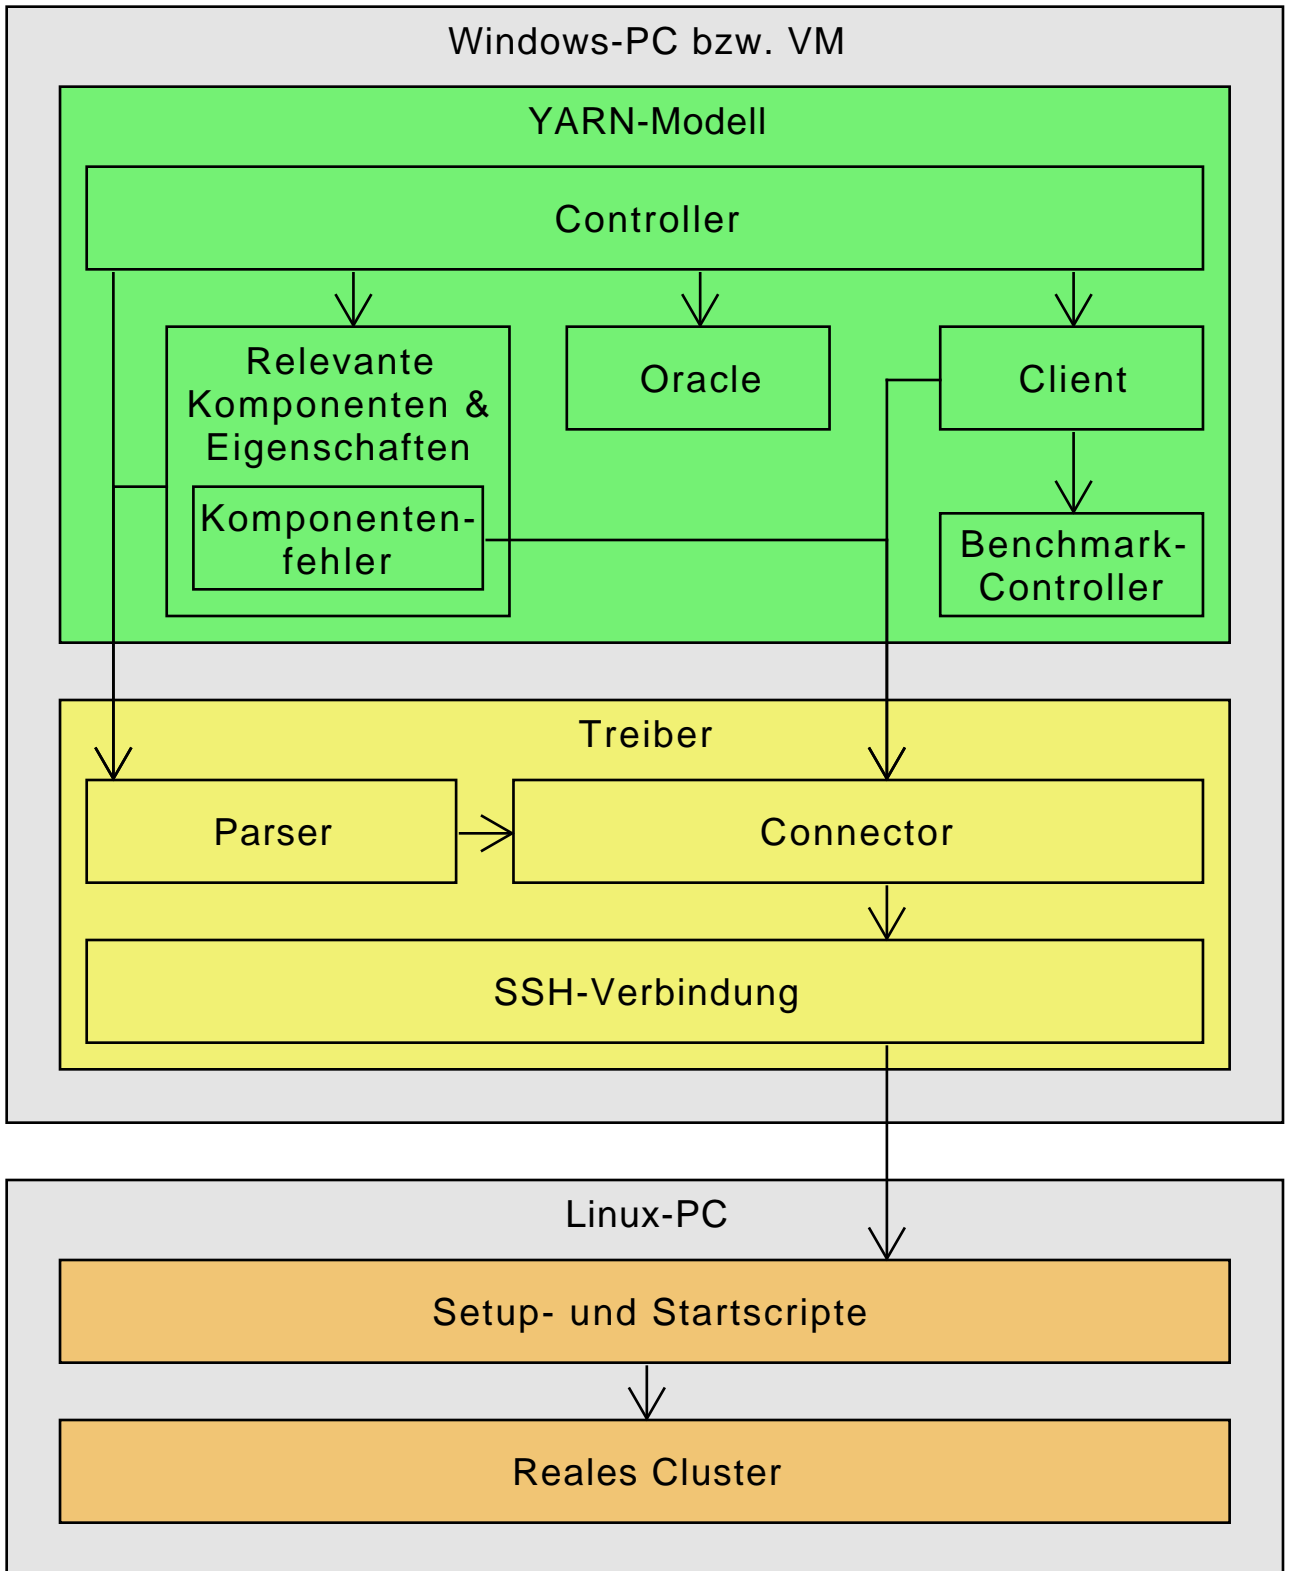 Windows-PC bzw. VM
YARN-Modell
Controller
Relevante
Komponenten &
Eigenschaften
Komponenten-
fehler
Oracle
Client
Benchmark-
Controller
Treiber
Parser
Connector
SSH-Verbindung
Linux-PC
Setup- und Startscripte
Reales Cluster